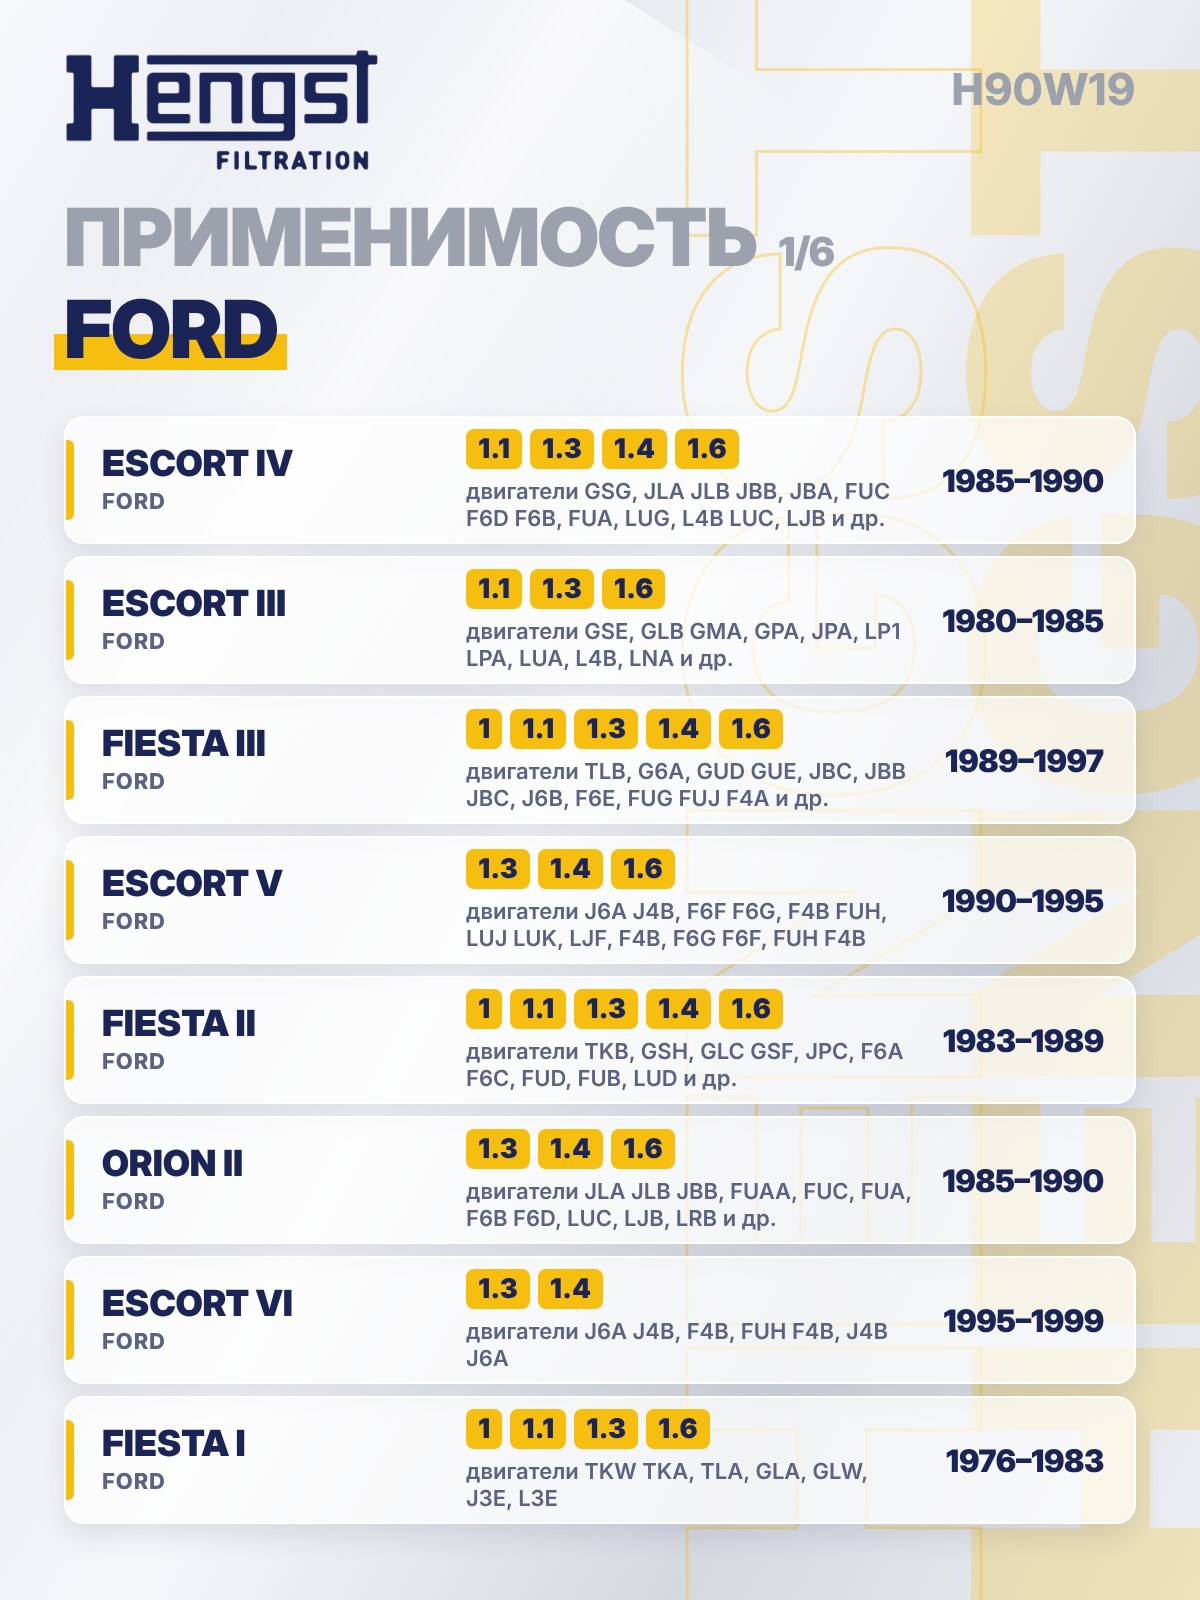 Hengst
FILTRATION
H90W19
ПРИМЕНИМОСТЬ 1/6
FORD
ESCORT IV
FORD
1.1 1.3 1.4 1.6
двигатели GSG, JLA JLB JBB, JBA, FUC
F6D F6B, FUA, LUG, L4B LUC, LJB и др.
1985–1990
ESCORT III
FORD
1.1 1.3 1.6
двигатели GSE, GLB GMA, GPA, JPA, LP1
LPA, LUA, L4B, LNA и др.
1980–1985
FIESTA III
FORD
1 1.1 1.3 1.4 1.6
двигатели TLB, G6A, GUD GUE, JBC, JBB
JBC, J6B, F6E, FUG FUJ F4A и др.
1989–1997
ESCORT V
FORD
1.3 1.4 1.6
двигатели J6A J4B, F6F F6G, F4B FUH,
LUJ LUK, LJF, F4B, F6G F6F, FUH F4B
1990–1995
FIESTA II
FORD
1 1.1 1.3 1.4 1.6
двигатели TKB, GSH, GLC GSF, JPC, F6A
F6C, FUD, FUB, LUD и др.
1983–1989
ORION II
FORD
1.3 1.4 1.6
двигатели JLA JLB JBB, FUAA, FUC, FUA,
F6B F6D, LUC, LJB, LRB и др.
1985–1990
ESCORT VI
FORD
1.3 1.4
двигатели J6A J4B, F4B, FUH F4B, J4B
J6A
1995–1999
FIESTA I
FORD
1 1.1 1.3 1.6
двигатели TKW TKA, TLA, GLA, GLW,
J3E, L3E
1976–1983
HENGST